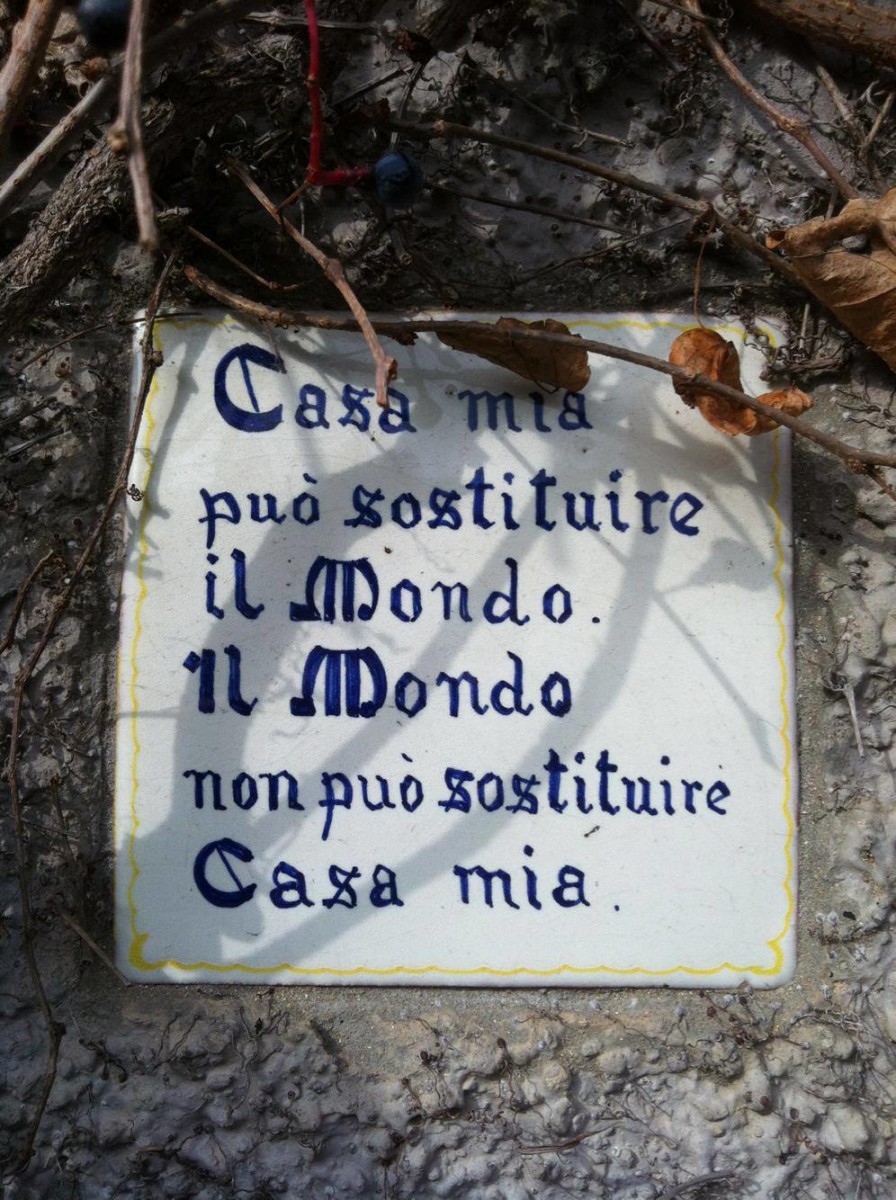 Casa mia
può sostituire
il Mondo.
Il Mondo
non può sostituire
Casa mia.